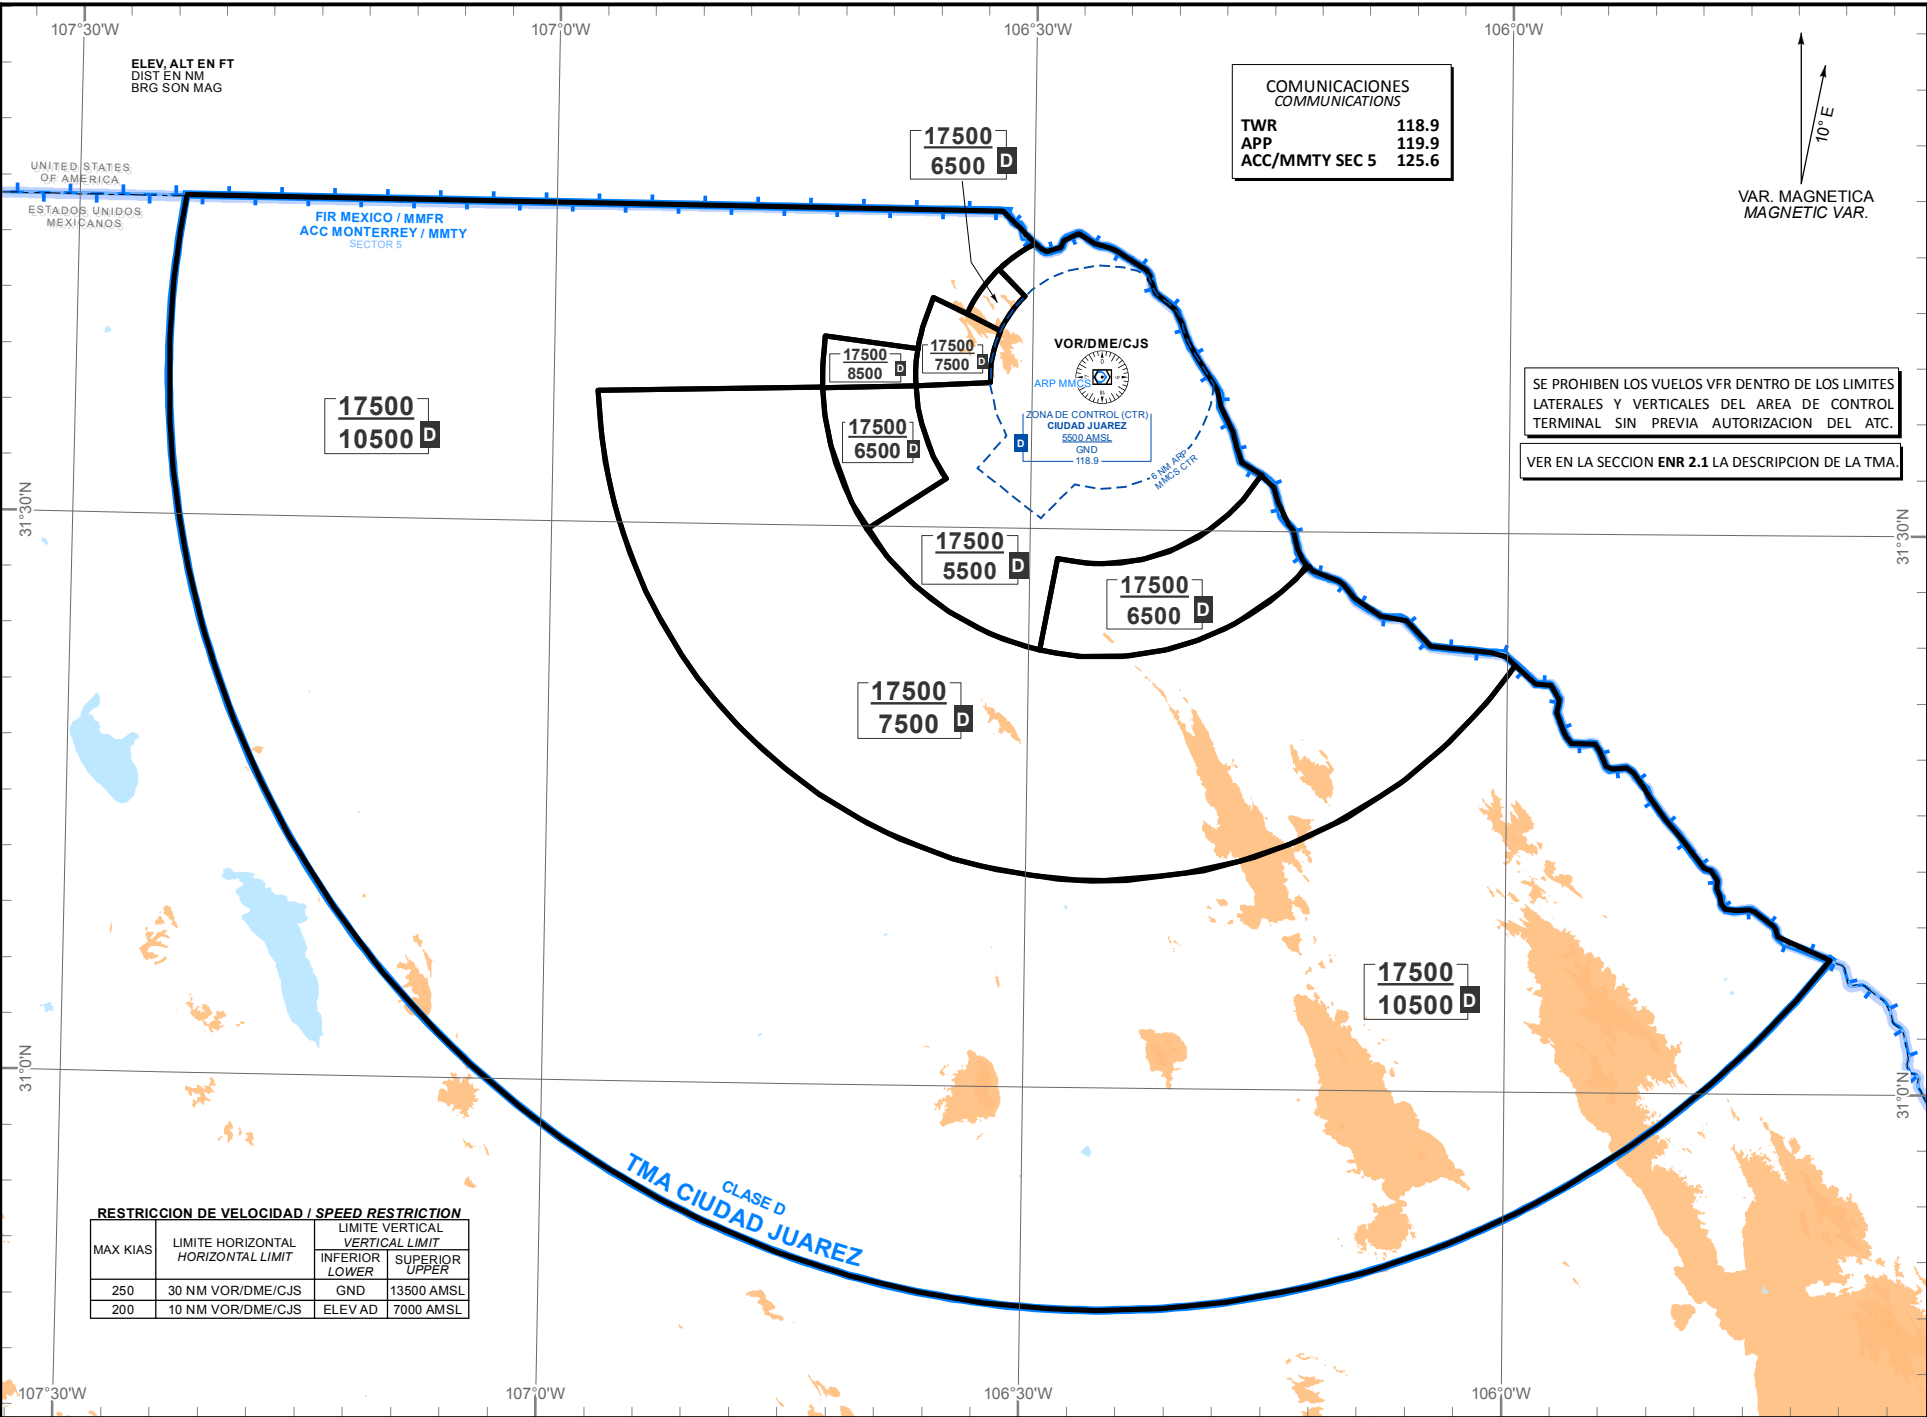 107°30'W
107°0'W
106°30'W
106°0'W
ELEV, ALT EN FT
DIST EN NM
BRG SON MAG
COMUNICACIONES
COMMUNICATIONS
TWR 118.9
APP 119.9
ACC/MMTY SEC 5 125.6
10° E
VAR. MAGNETICA
MAGNETIC VAR.
17500
6500 D
UNITED STATES
OF AMERICA
ESTADOS UNIDOS
MEXICANOS
FIR MEXICO / MMFR
ACC MONTERREY / MMTY
SECTOR 5
VOR/DME/CJS
ARP MMCS
17500
8500 D
17500
7500 D
17500
10500 D
17500
6500 D
ZONA DE CONTROL (CTR)
CIUDAD JUAREZ
5500 AMSL
GND
118.9
D
6 NM ARP
MMCS CTR
SE PROHIBEN LOS VUELOS VFR DENTRO DE LOS LIMITES
LATERALES Y VERTICALES DEL AREA DE CONTROL
TERMINAL SIN PREVIA AUTORIZACION DEL ATC.
VER EN LA SECCION ENR 2.1 LA DESCRIPCION DE LA TMA.
31°30'N
31°30'N
17500
5500 D
17500
6500 D
17500
7500 D
17500
10500 D
31°0'N
31°0'N
CLASE D
TMA CIUDAD JUAREZ
RESTRICCION DE VELOCIDAD / SPEED RESTRICTION
MAX KIAS
LIMITE HORIZONTAL
HORIZONTAL LIMIT
LIMITE VERTICAL
VERTICAL LIMIT
INFERIOR
LOWER
SUPERIOR
UPPER
250 30 NM VOR/DME/CJS GND 13500 AMSL
200 10 NM VOR/DME/CJS ELEV AD 7000 AMSL
107°30'W
107°0'W
106°30'W
106°0'W